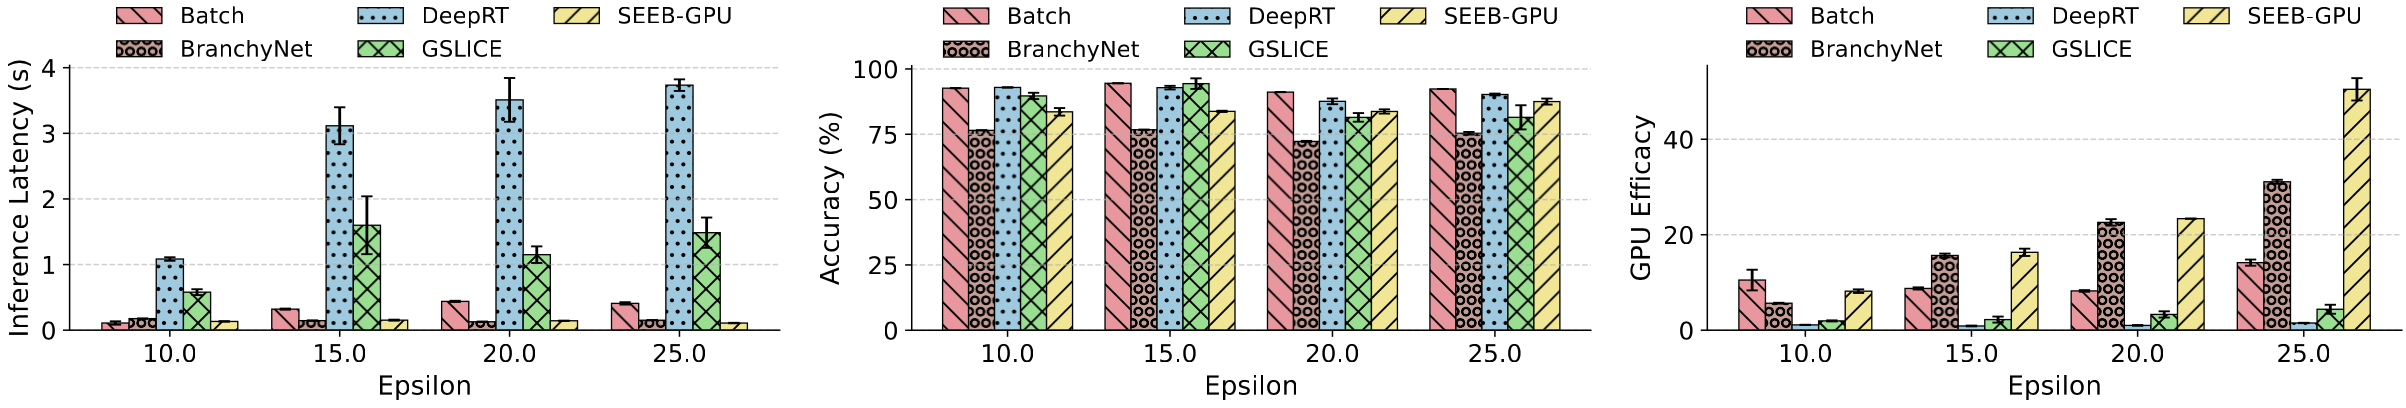 Batch DeepRT SEEB-GPU
BranchyNet GSLICE
Inference Latency (s)
4
3
2
1
0
10.0 15.0 20.0 25.0
Epsilon
Batch DeepRT SEEB-GPU
BranchyNet GSLICE
Accuracy (%)
100
75
50
25
0
10.0 15.0 20.0 25.0
Epsilon
Batch DeepRT SEEB-GPU
BranchyNet GSLICE
GPU Efficacy
40
20
0
10.0 15.0 20.0 25.0
Epsilon